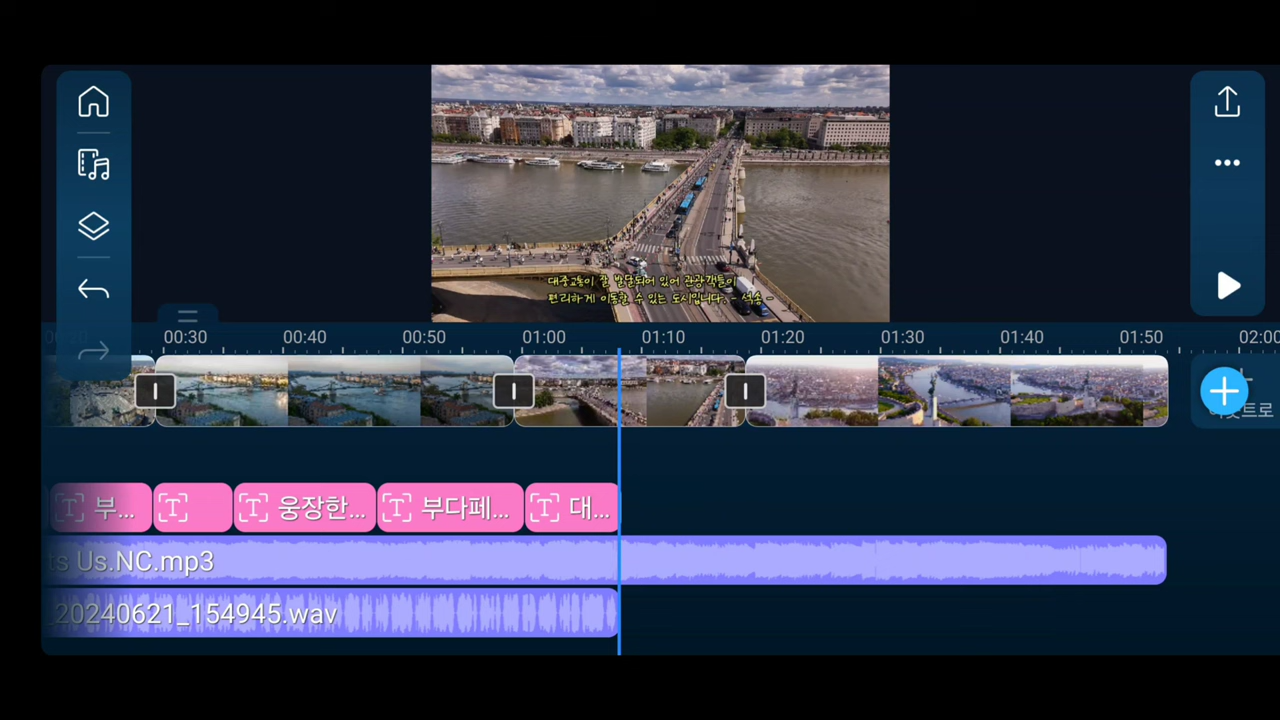 대중교통이 잘 발달되어 있어 관광객들이
편리하게 이동할 수 있는 도시입니다. - 석송 -
00:30 00:40 00:50 01:00 01:10 01:20 01:30 01:40 01:50 02:00
부... 웅장한... 부다페... 대...
ts Us.NC.mp3
_20240621_154945.wav